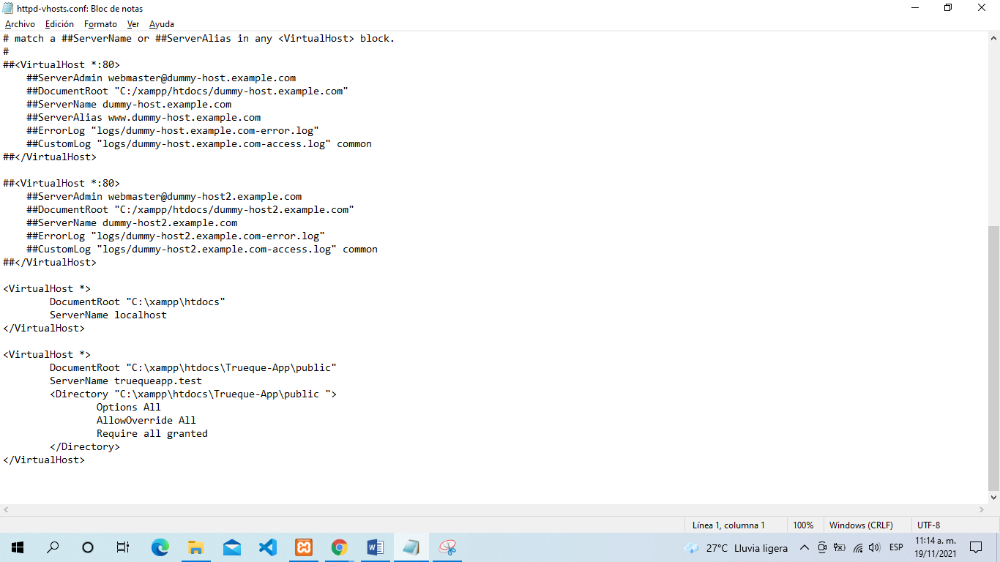 httpd-vhosts.conf: Bloc de notas
Archivo Edición Formato Ver Ayuda
# match a ##ServerName or ##ServerAlias in any <VirtualHost> block.
#
##<VirtualHost *:80>
    ##ServerAdmin webmaster@dummy-host.example.com
    ##DocumentRoot "C:/xampp/htdocs/dummy-host.example.com"
    ##ServerName dummy-host.example.com
    ##ServerAlias www.dummy-host.example.com
    ##ErrorLog "logs/dummy-host.example.com-error.log"
    ##CustomLog "logs/dummy-host.example.com-access.log" common
##</VirtualHost>

##<VirtualHost *:80>
    ##ServerAdmin webmaster@dummy-host2.example.com
    ##DocumentRoot "C:/xampp/htdocs/dummy-host2.example.com"
    ##ServerName dummy-host2.example.com
    ##ErrorLog "logs/dummy-host2.example.com-error.log"
    ##CustomLog "logs/dummy-host2.example.com-access.log" common
##</VirtualHost>

<VirtualHost *>
        DocumentRoot "C:\xampp\htdocs"
        ServerName localhost
</VirtualHost>

<VirtualHost *>
        DocumentRoot "C:\xampp\htdocs\Trueque-App\public"
        ServerName truequeapp.test
        <Directory "C:\xampp\htdocs\Trueque-App\public ">
                Options All
                AllowOverride All
                Require all granted
        </Directory>
</VirtualHost>
Línea 1, columna 1 100% Windows (CRLF) UTF-8
27°C Lluvia ligera ESP 11:14 a. m.
19/11/2021